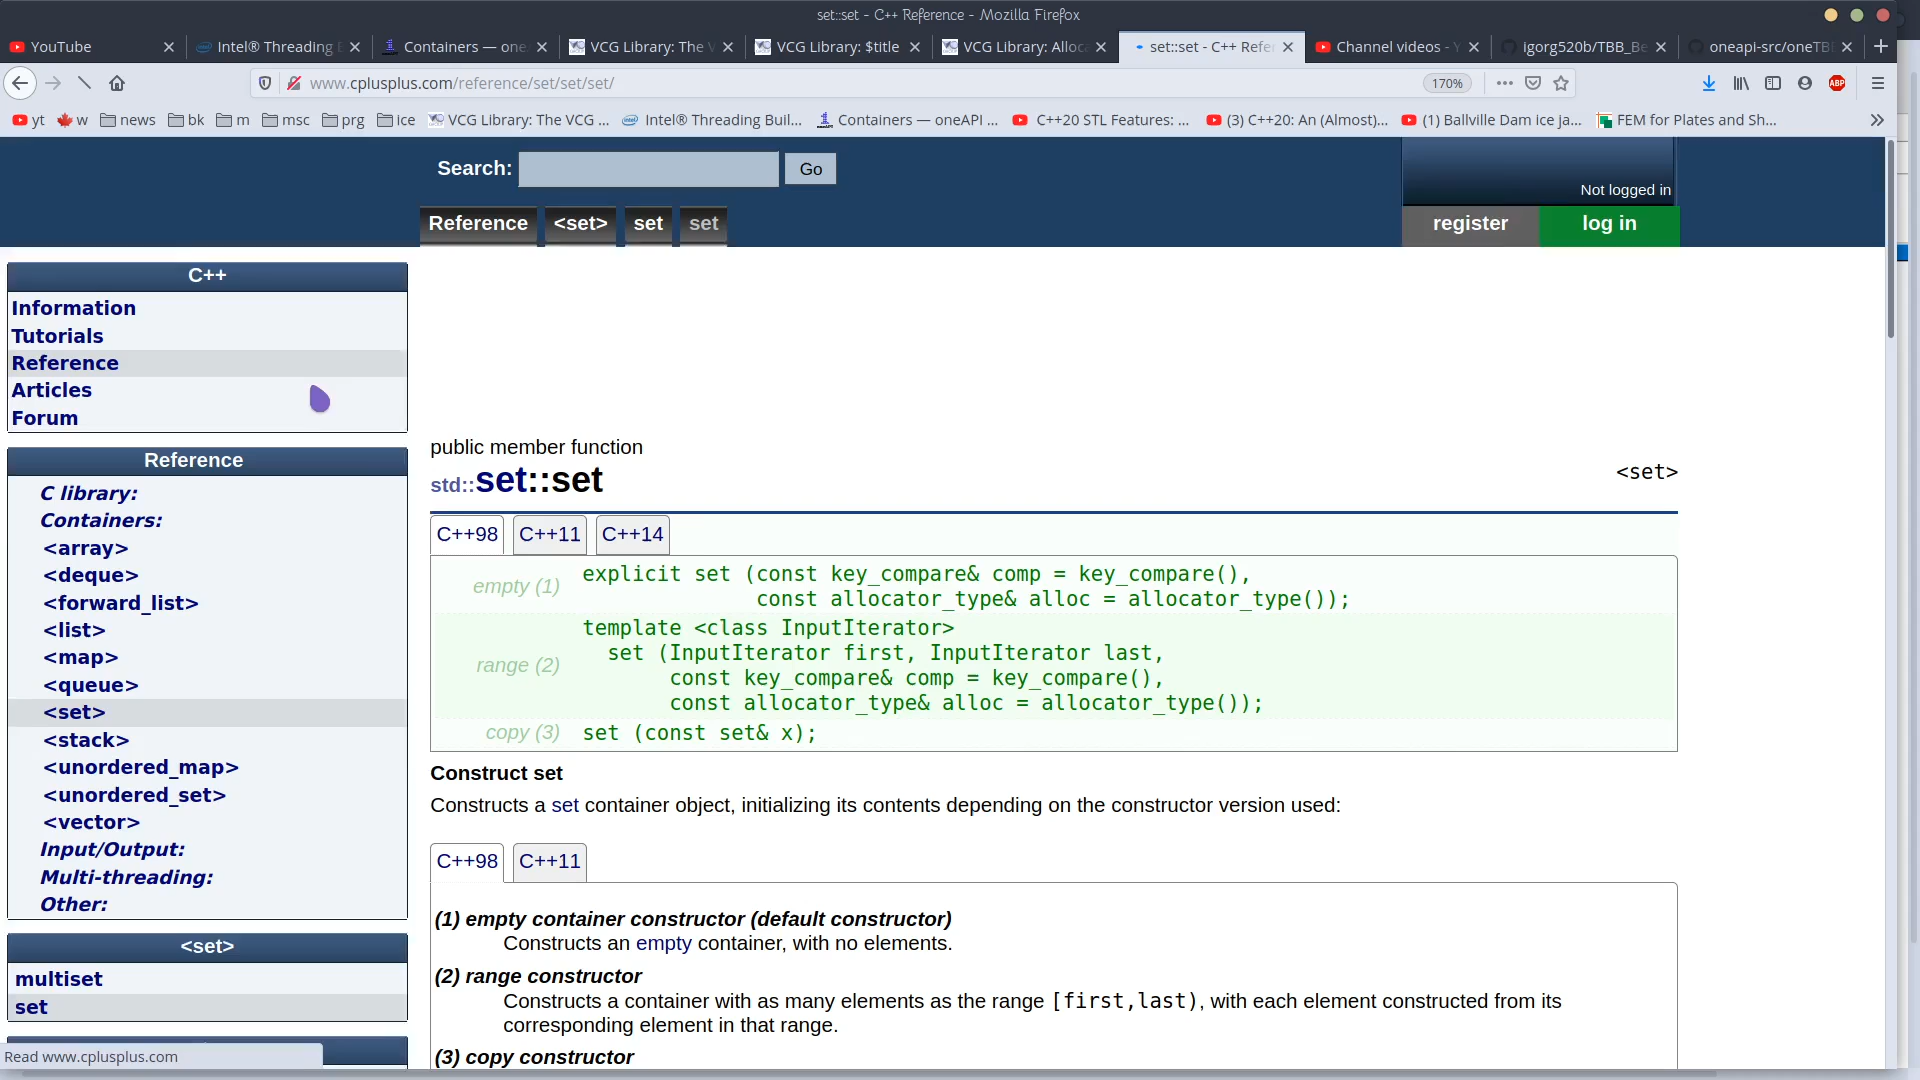 set::set - C++ Reference - Mozilla Firefox
YouTube
Intel® Threading
Containers — one
VCG Library: The V
VCG Library: $title
VCG Library: Alloc
set::set - C++ Refer
Channel videos - Y
igorg520b/TBB_Be
oneapi-src/oneTBB
www.cplusplus.com/reference/set/set/set/
170%
ABP
yt
w
news
bk
m
msc
prg
ice
VCG Library: The VCG ...
Intel® Threading Buil...
Containers — oneAPI ...
C++20 STL Features: ...
(3) C++20: An (Almost)...
(1) Ballville Dam ice ja...
FEM for Plates and Sh...
Search:
Go
Not logged in
Reference
<set>
set
set
register
log in
C++
Information
Tutorials
Reference
Articles
Forum
Reference
C library:
Containers:
<array>
<deque>
<forward_list>
<list>
<map>
<queue>
<set>
<stack>
<unordered_map>
<unordered_set>
<vector>
Input/Output:
Multi-threading:
Other:
<set>
multiset
set
Read www.cplusplus.com
public member function
std::set::set
<set>
C++98
C++11
C++14
empty (1)
explicit set (const key_compare& comp = key_compare(),
const allocator_type& alloc = allocator_type());
range (2)
template <class InputIterator>
set (InputIterator first, InputIterator last,
const key_compare& comp = key_compare(),
const allocator_type& alloc = allocator_type());
copy (3)
set (const set& x);
Construct set
Constructs a set container object, initializing its contents depending on the constructor version used:
C++98
C++11
(1) empty container constructor (default constructor)
Constructs an empty container, with no elements.
(2) range constructor
Constructs a container with as many elements as the range [first,last), with each element constructed from its
corresponding element in that range.
(3) copy constructor